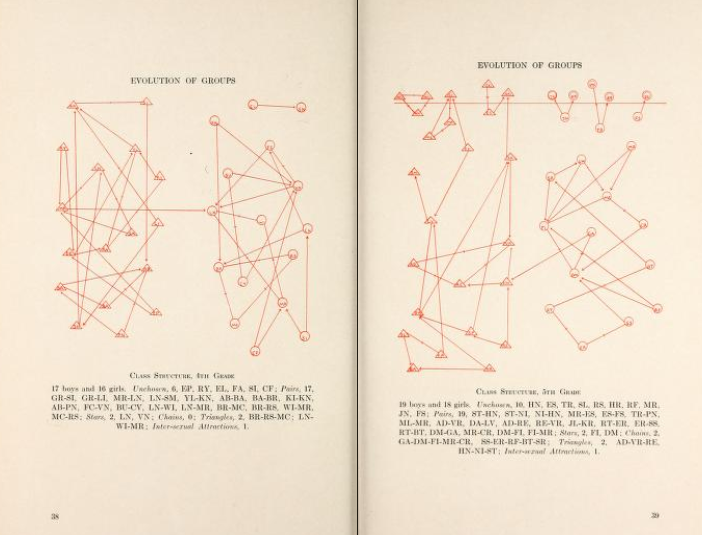 EVOLUTION OF GROUPS
CLASS STRUCTURE, 4TH GRADE
17 boys and 16 girls. Unchosen, 6, EP, RY, EL, FA, SI, CF; Pairs, 17,
GR-SI, GR-LI, MR-LN, LN-SM, YL-KN, AB-BA, BA-BR, KI-KN,
AB-PN, FC-VN, BU-CV, LN-WI, LN-MR, BR-MC, BR-RS, WI-MR,
MC-RS; Stars, 2, LN, VN; Chains, 0; Triangles, 2, BR-RS-MC; LN-
WI-MR; Inter-sexual Attractions, 1.
38
EVOLUTION OF GROUPS
CLASS STRUCTURE, 5TH GRADE
19 boys and 18 girls. Unchosen, 10, HN, ES, TR, SL, RS, HR, RF, MR,
JN, FS; Pairs, 19, ST-HN, ST-NI, NI-HN, MR-ES, ES-FS, TR-PN,
ML-MR, AD-VR, DA-LV, AD-RE, RE-VR, JL-KR, RT-ER, ER-SS,
RT-BT, DM-GA, MR-CR, DM-FI, FI-MR; Stars, 2, FI, DM; Chains, 2,
GA-DM-FI-MR-CR, SS-ER-RF-BT-SR; Triangles, 2, AD-VR-RE,
HN-NI-ST; Inter-sexual Attractions, 1.
39